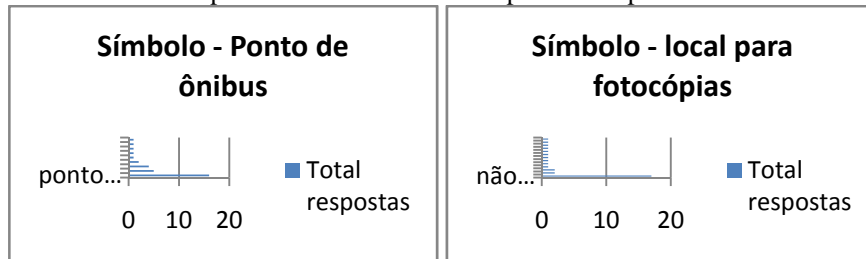 Símbolo - Ponto de
ônibus
ponto...
Total
respostas
0 10 20
Símbolo - local para
fotocópias
não...
Total
respostas
0 10 20